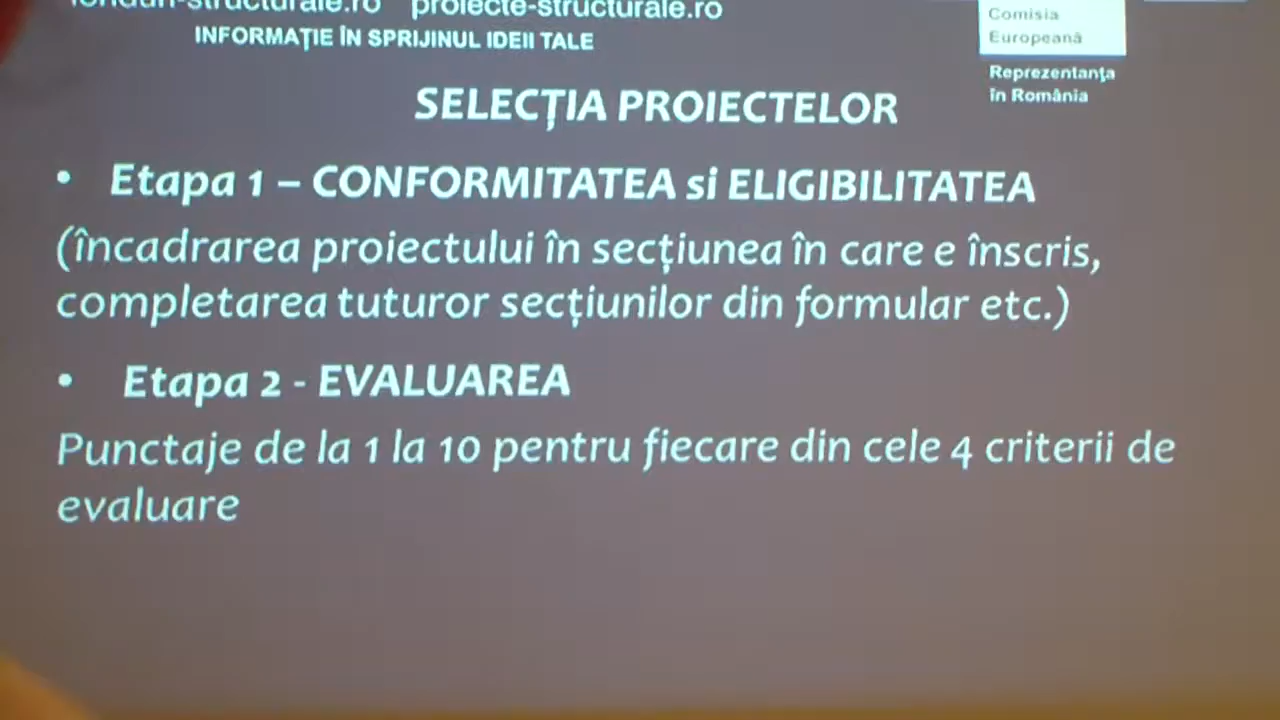 fonduri-structurale.ro proiecte-structurale.ro
INFORMAȚIE ÎN SPRIJINUL IDEII TALE
Comisia
Europeană
Reprezentanța
în România
SELECȚIA PROIECTELOR
• Etapa 1 – CONFORMITATEA si ELIGIBILITATEA
(încadrarea proiectului în secțiunea în care e înscris,
completarea tuturor secțiunilor din formular etc.)
• Etapa 2 - EVALUAREA
Punctaje de la 1 la 10 pentru fiecare din cele 4 criterii de
evaluare